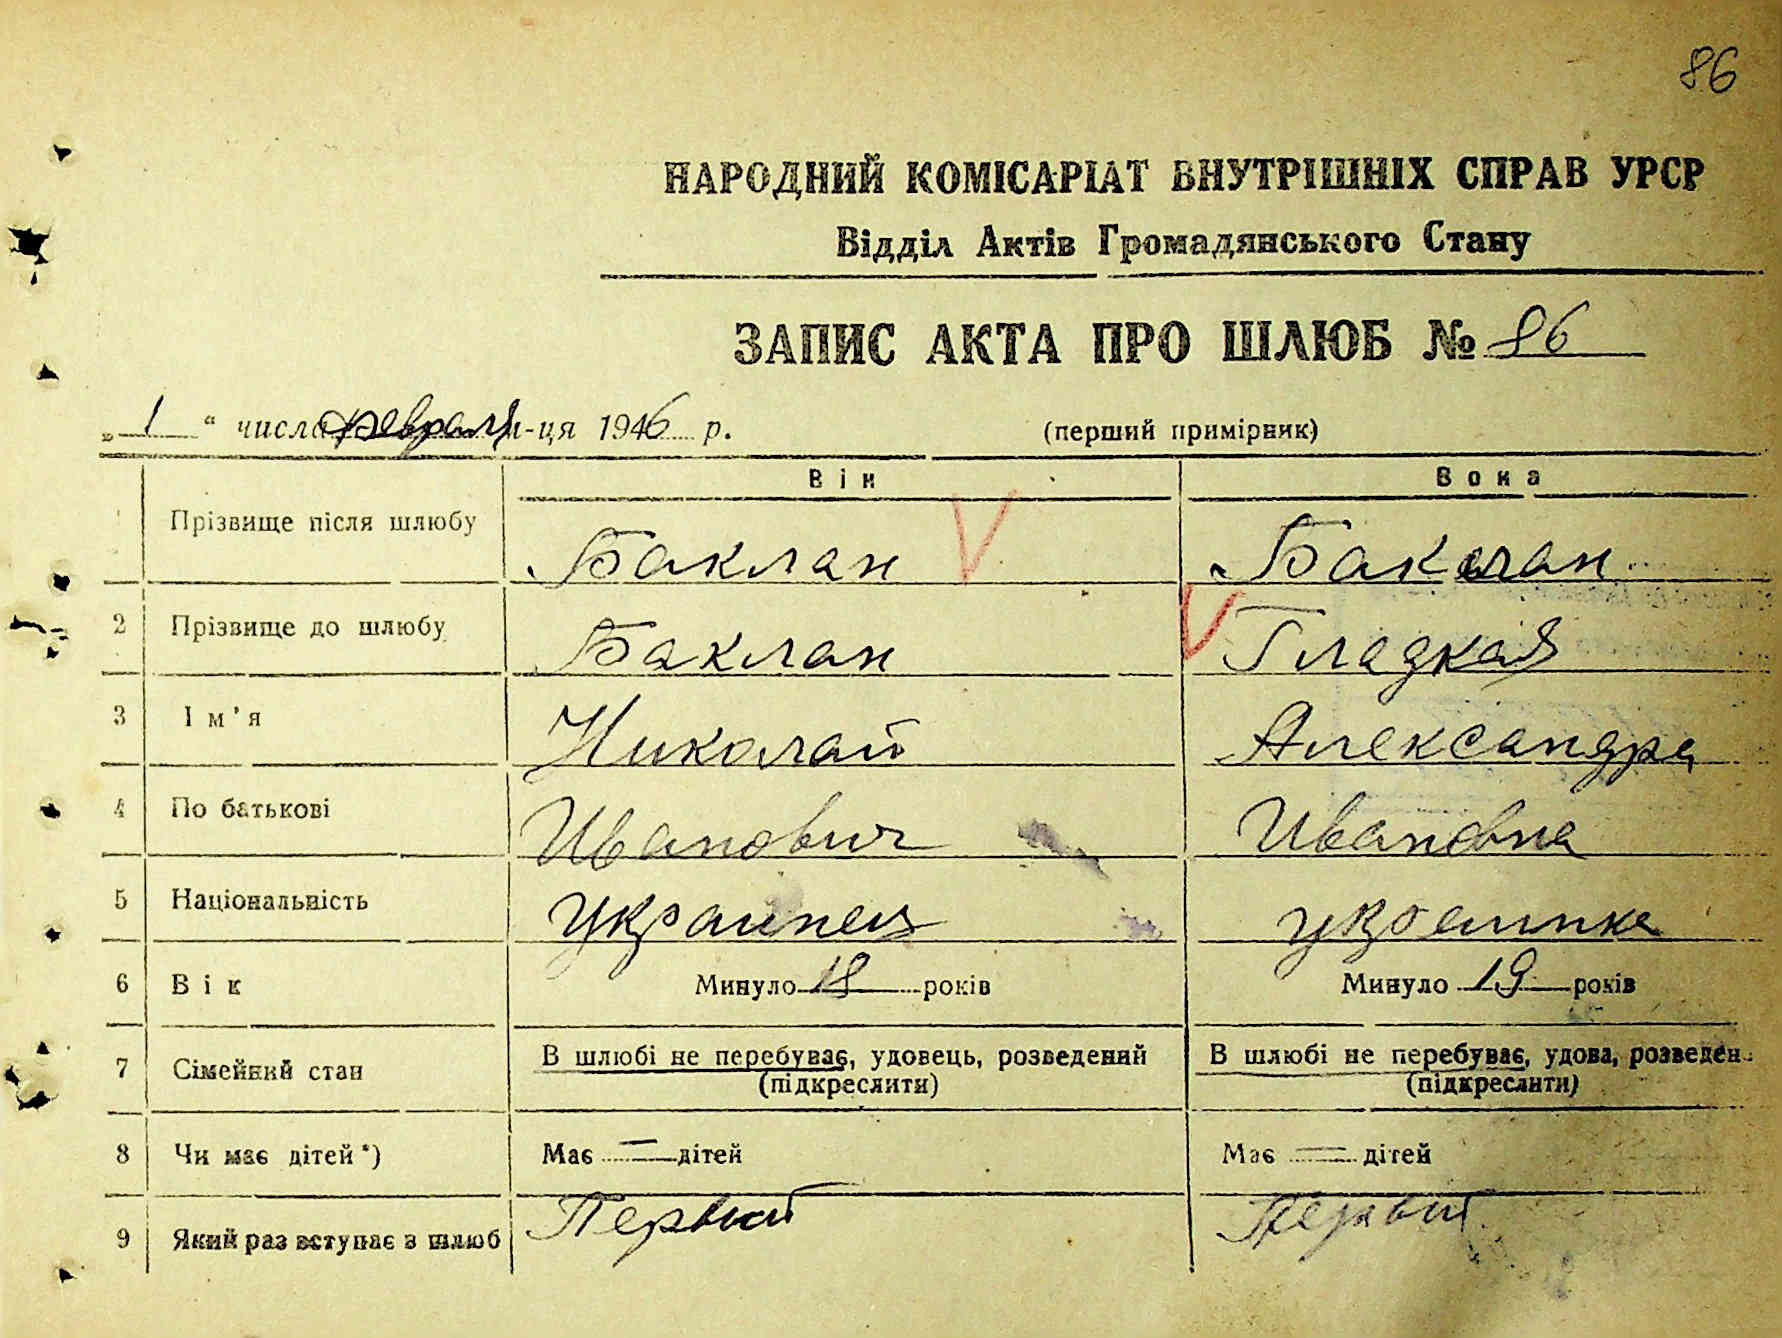 86
НАРОДНИЙ КОМІСАРІАТ ВНУТРІШНІХ СПРАВ УРСР
Відділ Актів Громадянського Стану
ЗАПИС АКТА ПРО ШЛЮБ № 86
„ 1 “ числа февраля м-ця 1946 р. (перший примірник)
Він Вона
1 Прізвище після шлюбу Баклан Баклан
2 Прізвище до шлюбу Баклан Гладкая
3 Ім'я Николай Александра
4 По батькові Иванович Ивановна
5 Національність украинец украинка
6 Вік Минуло 18 років Минуло 19 років
7 Сімейний стан В шлюбі не перебуває, удовець, розведений В шлюбі не перебуває, удова, розведен
(підкреслити) (підкреслити)
8 Чи має дітей *) Має — дітей Має — дітей
9 Який раз вступає в шлюб Первый Первый